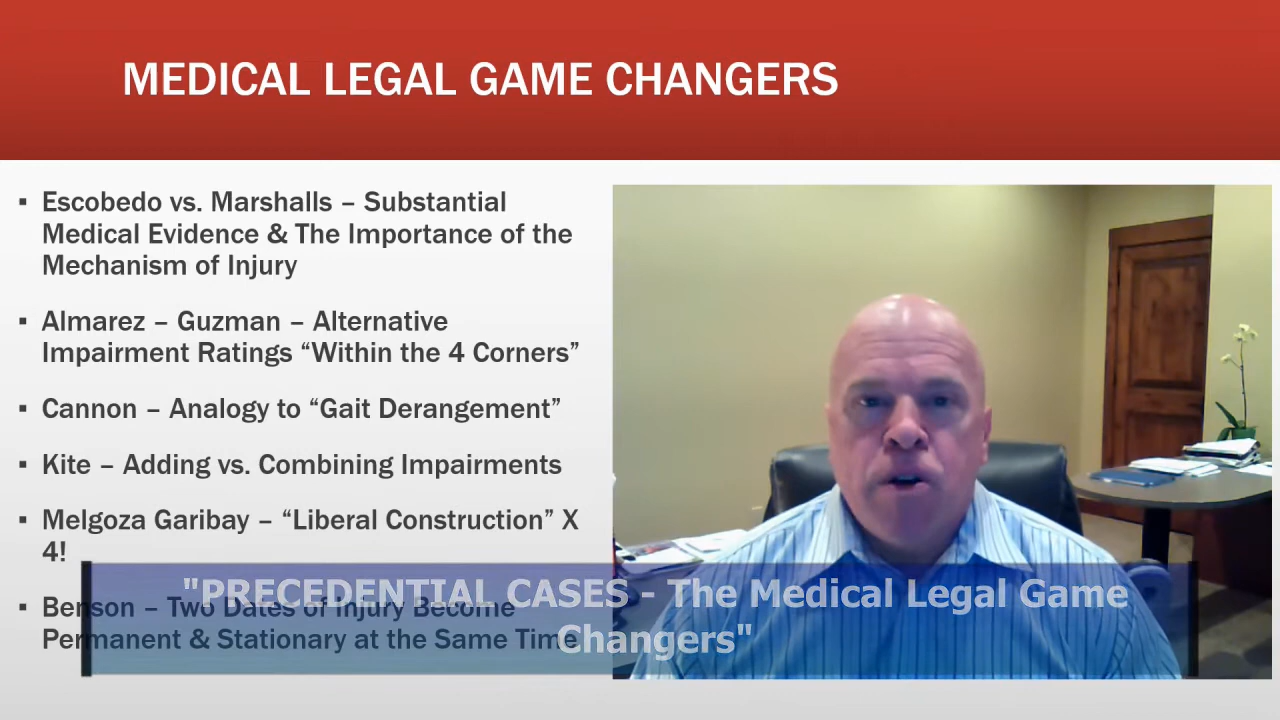 MEDICAL LEGAL GAME CHANGERS
▪ Escobedo vs. Marshalls – Substantial
Medical Evidence & The Importance of the
Mechanism of Injury
▪ Almarez – Guzman – Alternative
Impairment Ratings “Within the 4 Corners”
▪ Cannon – Analogy to “Gait Derangement”
▪ Kite – Adding vs. Combining Impairments
▪ Melgoza Garibay – “Liberal Construction” X
4!
▪ Benson – Two Dates of Injury Become
Permanent & Stationary at the Same Time
"PRECEDENTIAL CASES - The Medical Legal Game
Changers"